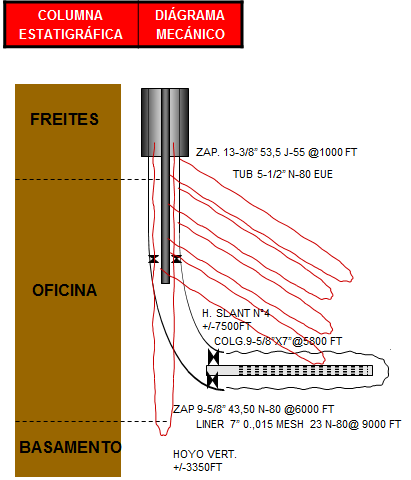 COLUMNA
ESTATIGRÁFICA
DIÁGRAMA
MECÁNICO
FREITES
ZAP. 13-3/8" 53,5 J-55 @1000 FT
TUB 5-1/2" N-80 EUE
OFICINA
H. SLANT N°4
+/-7500FT
COLG.9-5/8"X7"@5800 FT
ZAP 9-5/8" 43,50 N-80 @6000 FT
LINER 7" 0.,015 MESH 23 N-80@ 9000 FT
BASAMENTO
HOYO VERT.
+/-3350FT